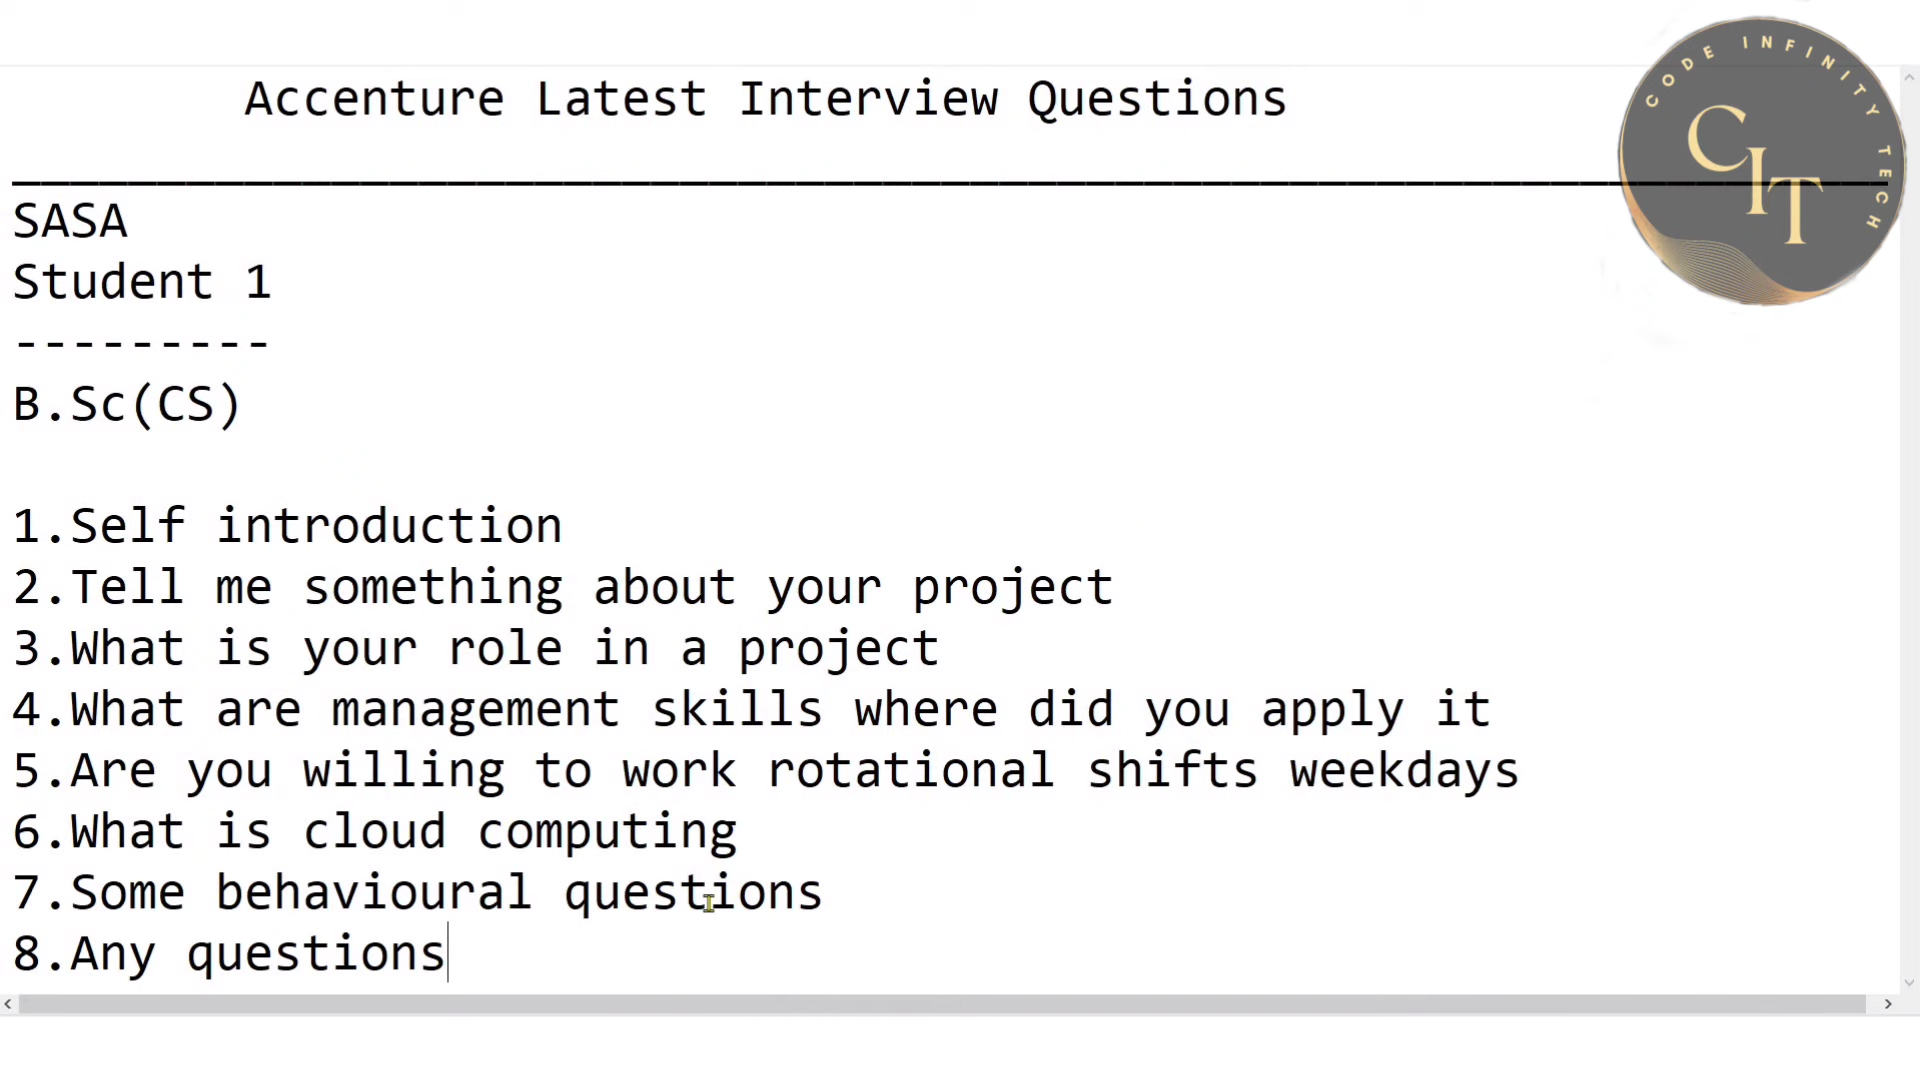 Accenture Latest Interview Questions
CODE INFINITY TECH
CIT
SASA
Student 1
---------
B.Sc(CS)
1.Self introduction
2.Tell me something about your project
3.What is your role in a project
4.What are management skills where did you apply it
5.Are you willing to work rotational shifts weekdays
6.What is cloud computing
7.Some behavioural questions
8.Any questions